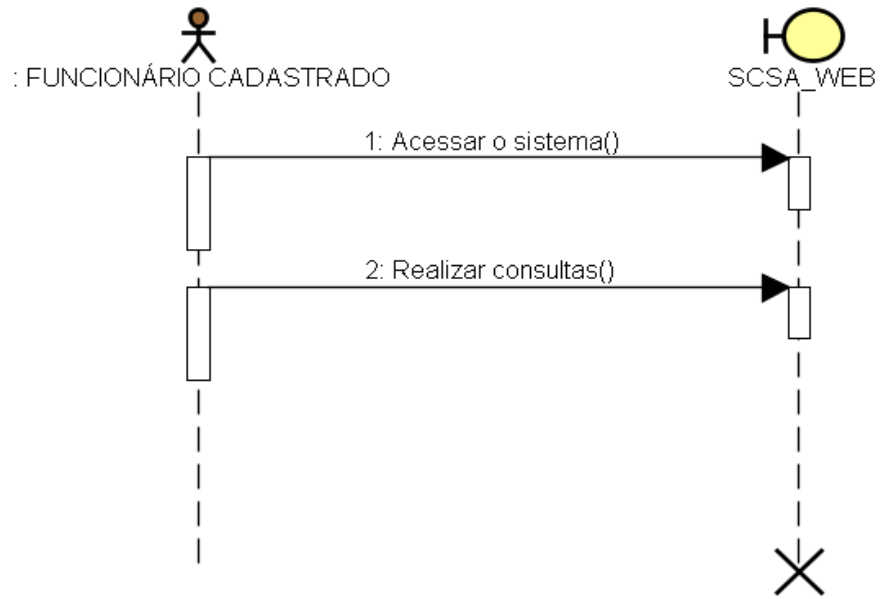 : FUNCIONÁRIO CADASTRADO
SCSA_WEB
1: Acessar o sistema()
2: Realizar consultas()